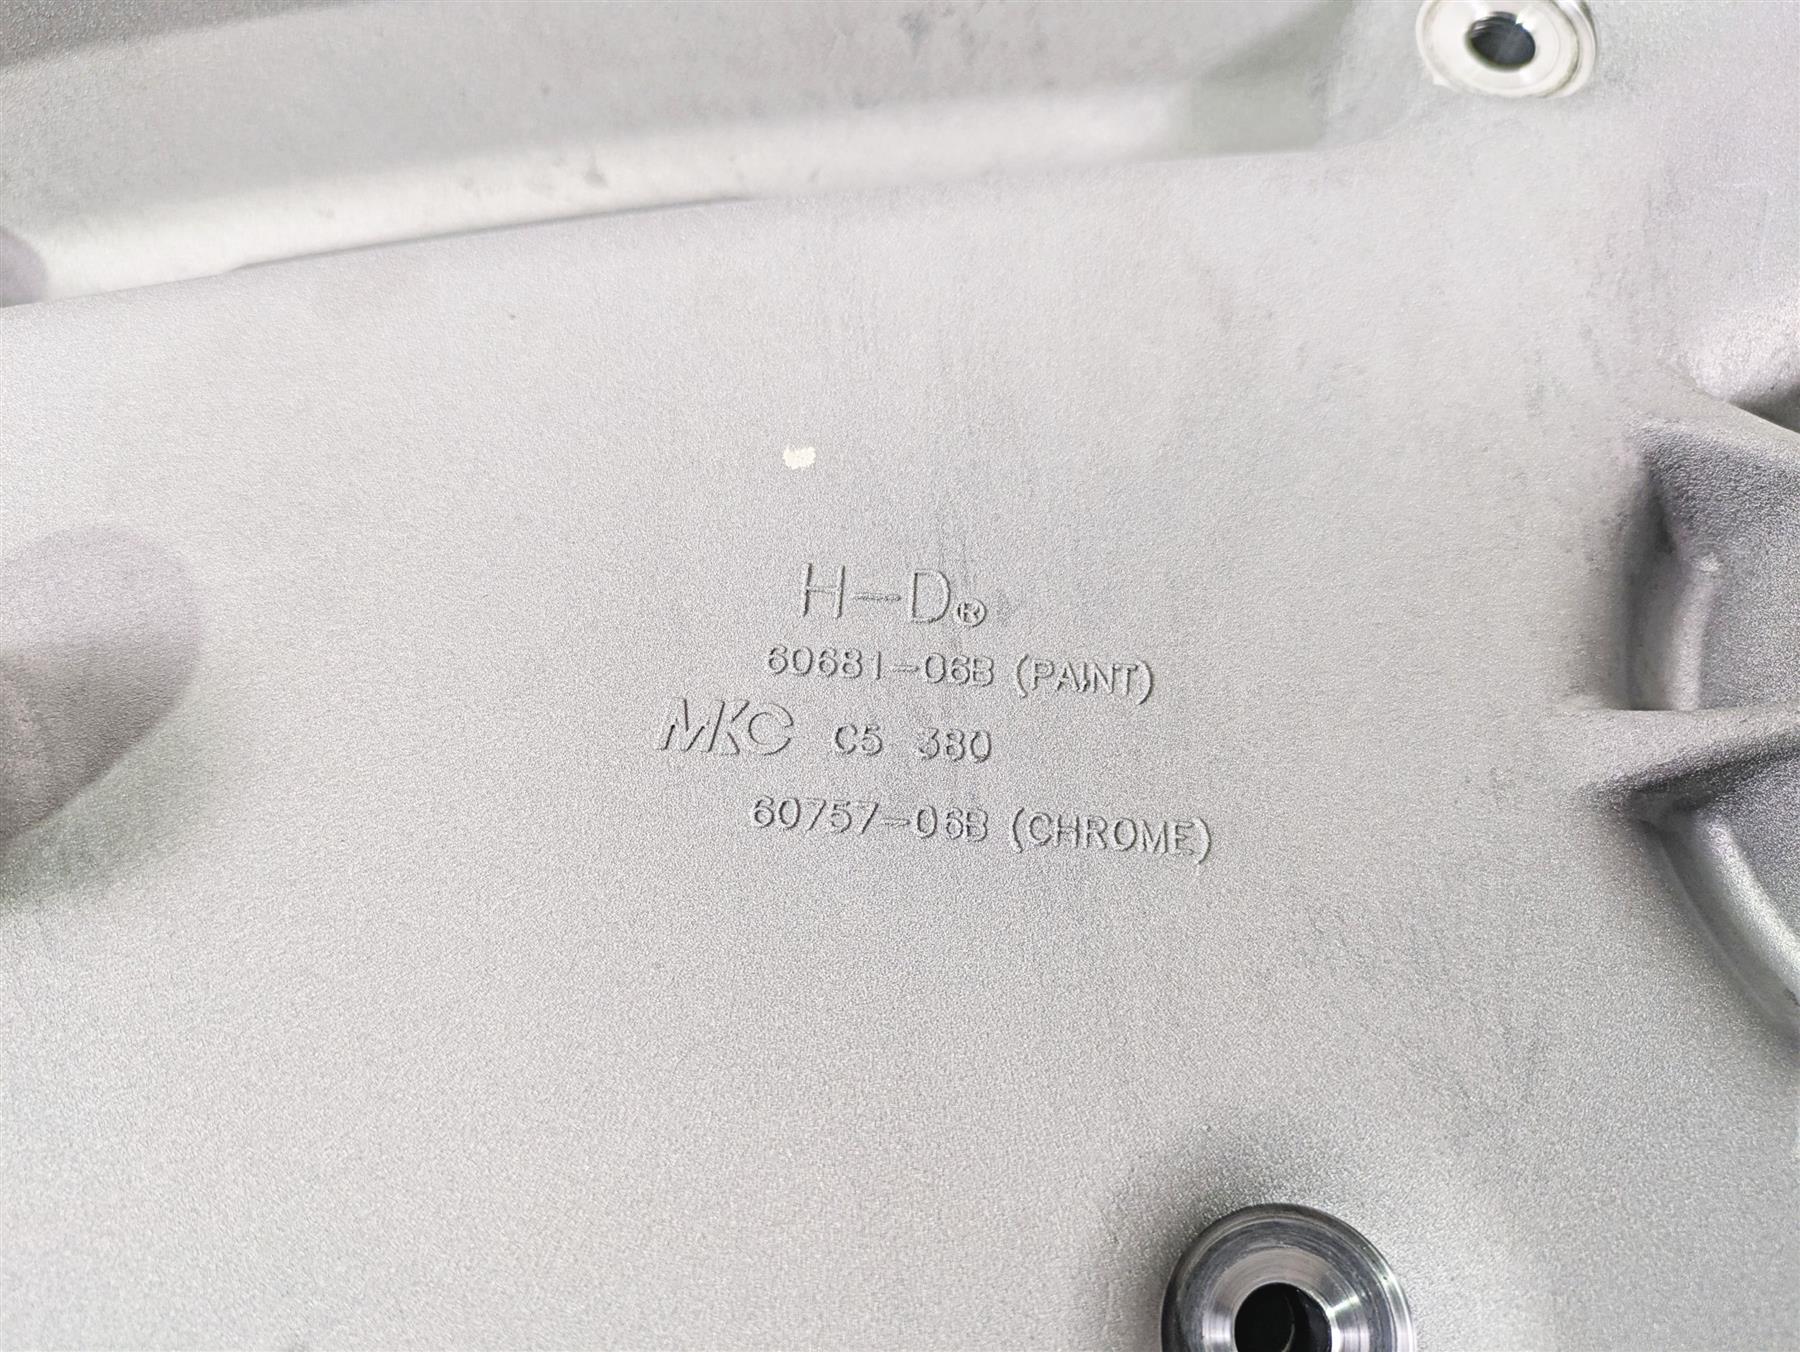 H-D®
60681-06B (PAINT)
MKC C5 380
60757-06B (CHROME)